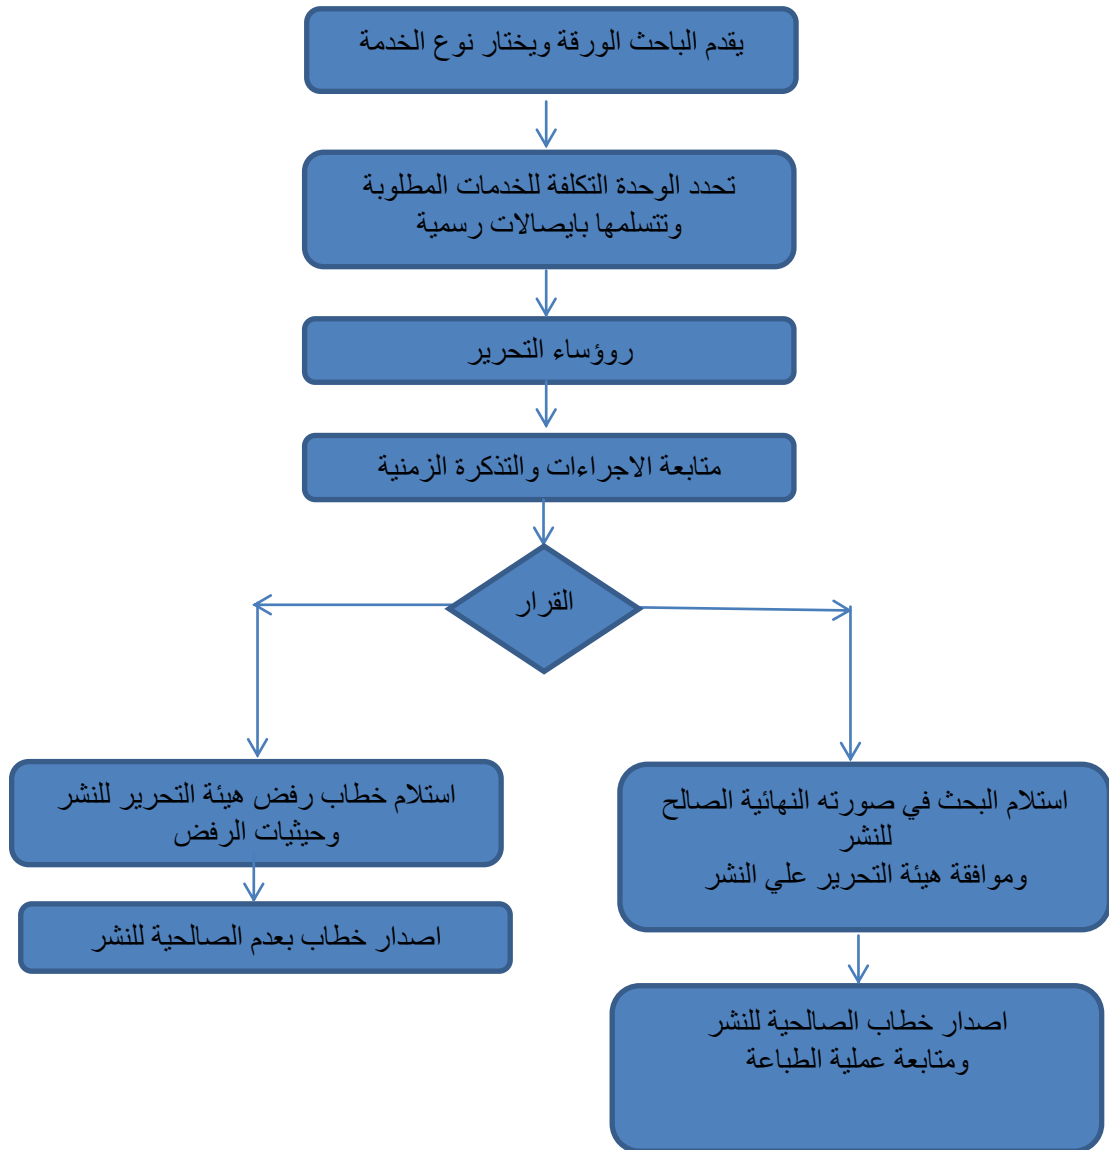 يقدم الباحث الورقة ويختار نوع الخدمة
تحدد الوحدة التكلفة للخدمات المطلوبة
وتتسلمها بايصالات رسمية
روؤساء التحرير
متابعة الاجراءات والتذكرة الزمنية
القرار
استلام البحث في صورته النهائية الصالح
للنشر
وموافقة هيئة التحرير علي النشر
اصدار خطاب الصالحية للنشر
ومتابعة عملية الطباعة
استلام خطاب رفض هيئة التحرير للنشر
وحيثيات الرفض
اصدار خطاب بعدم الصالحية للنشر